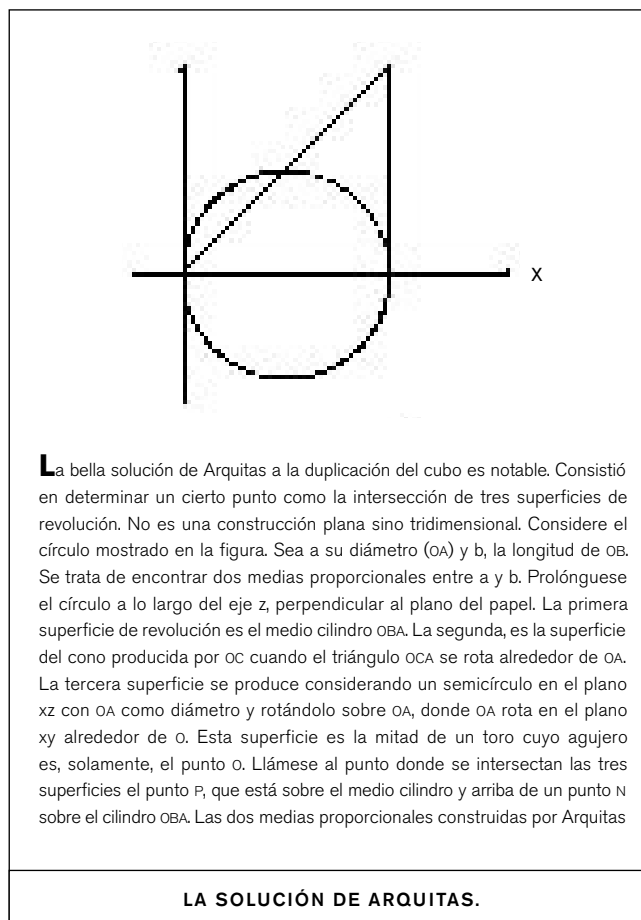 X
La bella solución de Arquitas a la duplicación del cubo es notable. Consistió
en determinar un cierto punto como la intersección de tres superficies de
revolución. No es una construcción plana sino tridimensional. Considere el
círculo mostrado en la figura. Sea a su diámetro (OA) y b, la longitud de OB.
Se trata de encontrar dos medias proporcionales entre a y b. Prolónguese
el círculo a lo largo del eje z, perpendicular al plano del papel. La primera
superficie de revolución es el medio cilindro OBA. La segunda, es la superficie
del cono producida por OC cuando el triángulo OCA se rota alrededor de OA.
La tercera superficie se produce considerando un semicírculo en el plano
xz con OA como diámetro y rotándolo sobre OA, donde OA rota en el plano
xy alrededor de O. Esta superficie es la mitad de un toro cuyo agujero
es, solamente, el punto O. Llámese al punto donde se intersectan las tres
superficies el punto P, que está sobre el medio cilindro y arriba de un punto N
sobre el cilindro OBA. Las dos medias proporcionales construidas por Arquitas
LA SOLUCIÓN DE ARQUITAS.